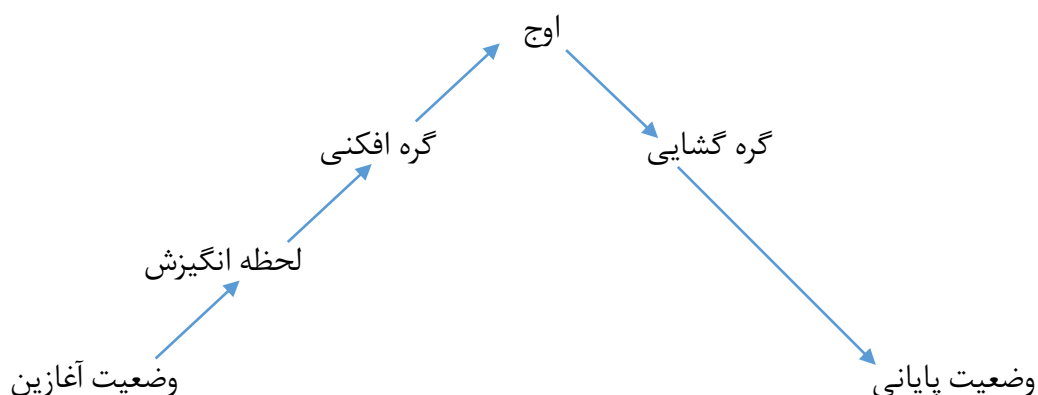 اوج
گره افکنی
گره گشایی
لحظه انگیزش
وضعیت آغازین
وضعیت پایانی